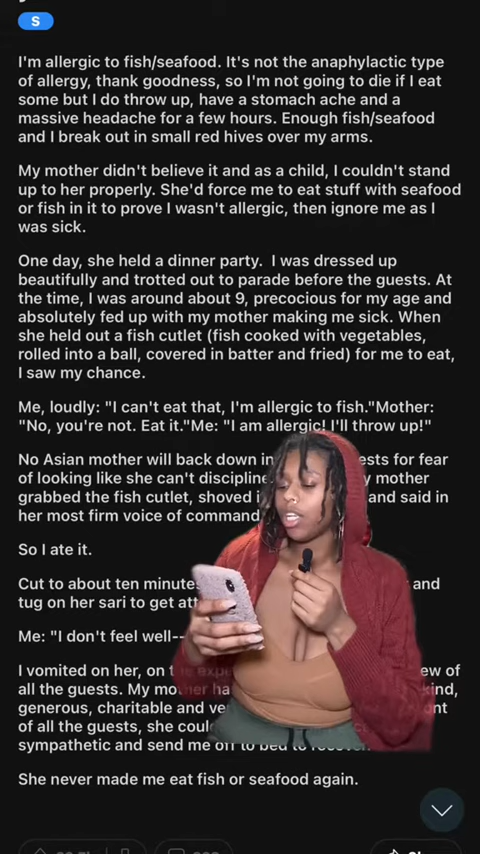 S
I'm allergic to fish/seafood. It's not the anaphylactic type
of allergy, thank goodness, so I'm not going to die if I eat
some but I do throw up, have a stomach ache and a
massive headache for a few hours. Enough fish/seafood
and I break out in small red hives over my arms.
My mother didn't believe it and as a child, I couldn't stand
up to her properly. She'd force me to eat stuff with seafood
or fish in it to prove I wasn't allergic, then ignore me as I
was sick.
One day, she held a dinner party. I was dressed up
beautifully and trotted out to parade before the guests. At
the time, I was around about 9, precocious for my age and
absolutely fed up with my mother making me sick. When
she held out a fish cutlet (fish cooked with vegetables,
rolled into a ball, covered in batter and fried) for me to eat,
I saw my chance.
Me, loudly: "I can't eat that, I'm allergic to fish."Mother:
"No, you're not. Eat it."Me: "I am allergic! I'll throw up!"
No Asian mother will back down in for fear
of looking like she can't discipline mother
grabbed the fish cutlet, shoved and said in
her most firm voice of command
So I ate it.
Cut to about ten and
tug on her sari to get
Me: "I don't feel well--
I vomited on her, on of
all the guests. My
generous, charitable and
of all the guests, she
sympathetic and send me off to bed to
She never made me eat fish or seafood again.